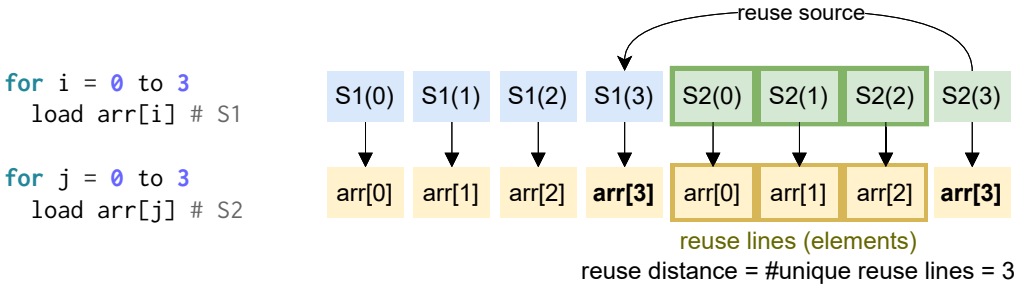 reuse source
for i = 0 to 3
load arr[i] # S1
for j = 0 to 3
load arr[j] # S2
S1(0) S1(1) S1(2) S1(3) S2(0) S2(1) S2(2) S2(3)
arr[0] arr[1] arr[2] arr[3] arr[0] arr[1] arr[2] arr[3]
reuse lines (elements)
reuse distance = #unique reuse lines = 3